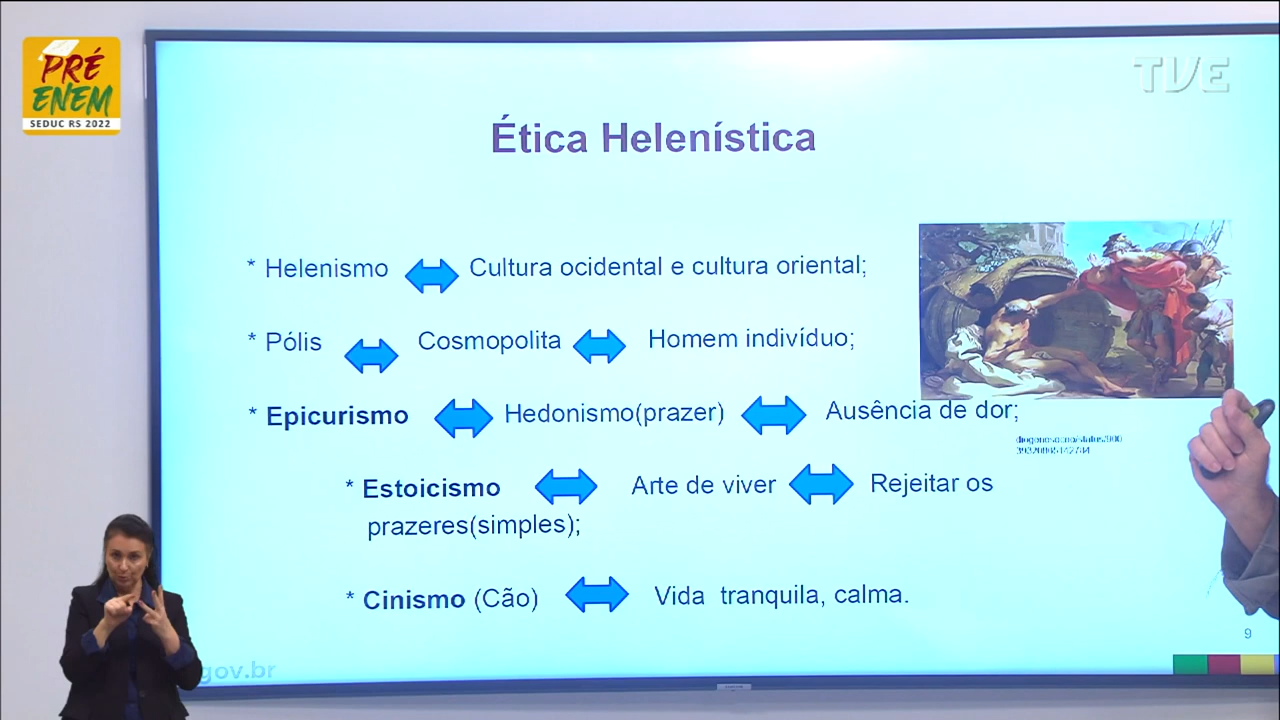 PRÉ
ENEM
SEDUC RS 2022
TVE
Ética Helenística
* Helenismo Cultura ocidental e cultura oriental;
* Pólis Cosmopolita Homem indivíduo;
* Epicurismo Hedonismo(prazer) Ausência de dor;
* Estoicismo Arte de viver Rejeitar os
prazeres(simples);
* Cinismo (Cão) Vida tranquila, calma.
9
gov.br